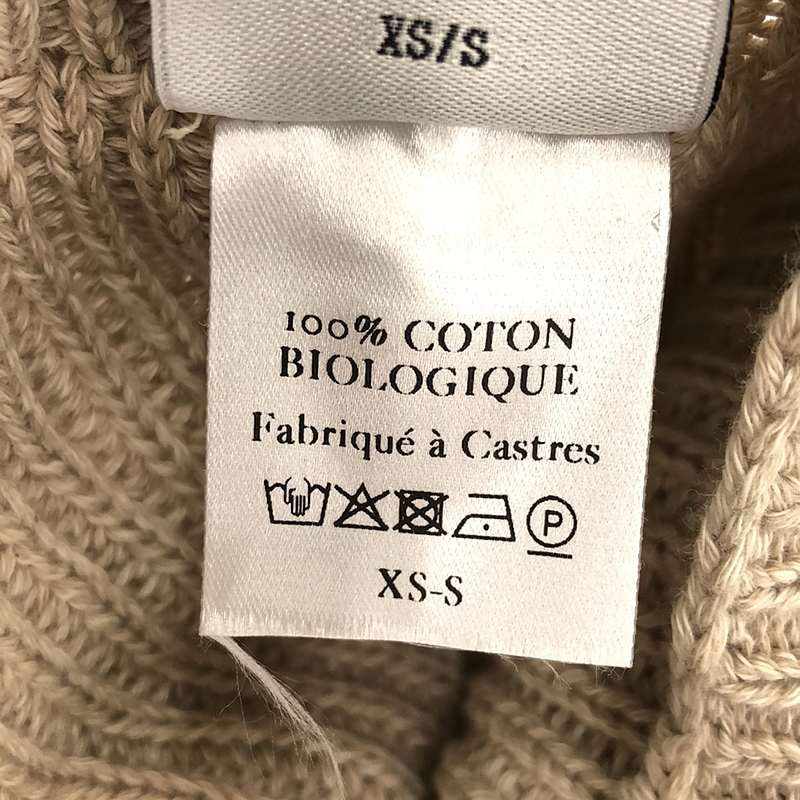 XS/S
100% COTON
BIOLOGIQUE
Fabriqué à Castres
P
XS-S